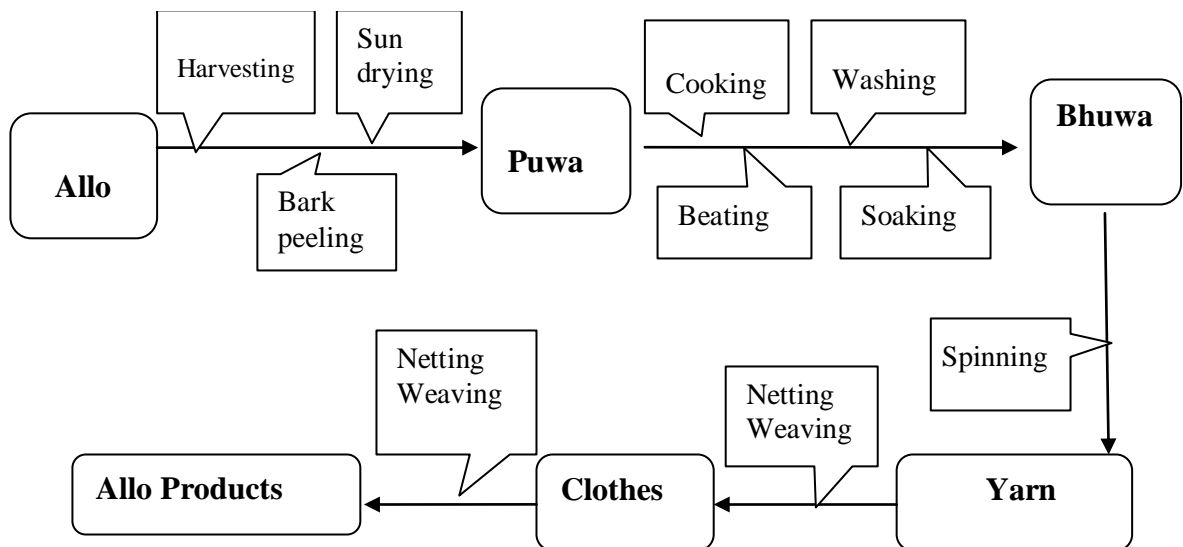 Allo
Harvesting
Bark
peeling
Sun
drying
Puwa
Cooking
Beating
Washing
Soaking
Bhuwa
Spinning
Yarn
Netting
Weaving
Clothes
Netting
Weaving
Allo Products